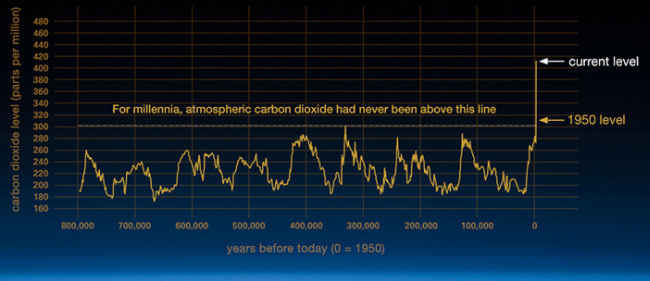 carbon dioxide level (parts per million)
480
460
440
420
400
380
360
340
320
300
280
260
240
220
200
180
160
For millennia, atmospheric carbon dioxide had never been above this line
current level
1950 level
800,000 700,000 600,000 500,000 400,000 300,000 200,000 100,000 0
years before today (0 = 1950)